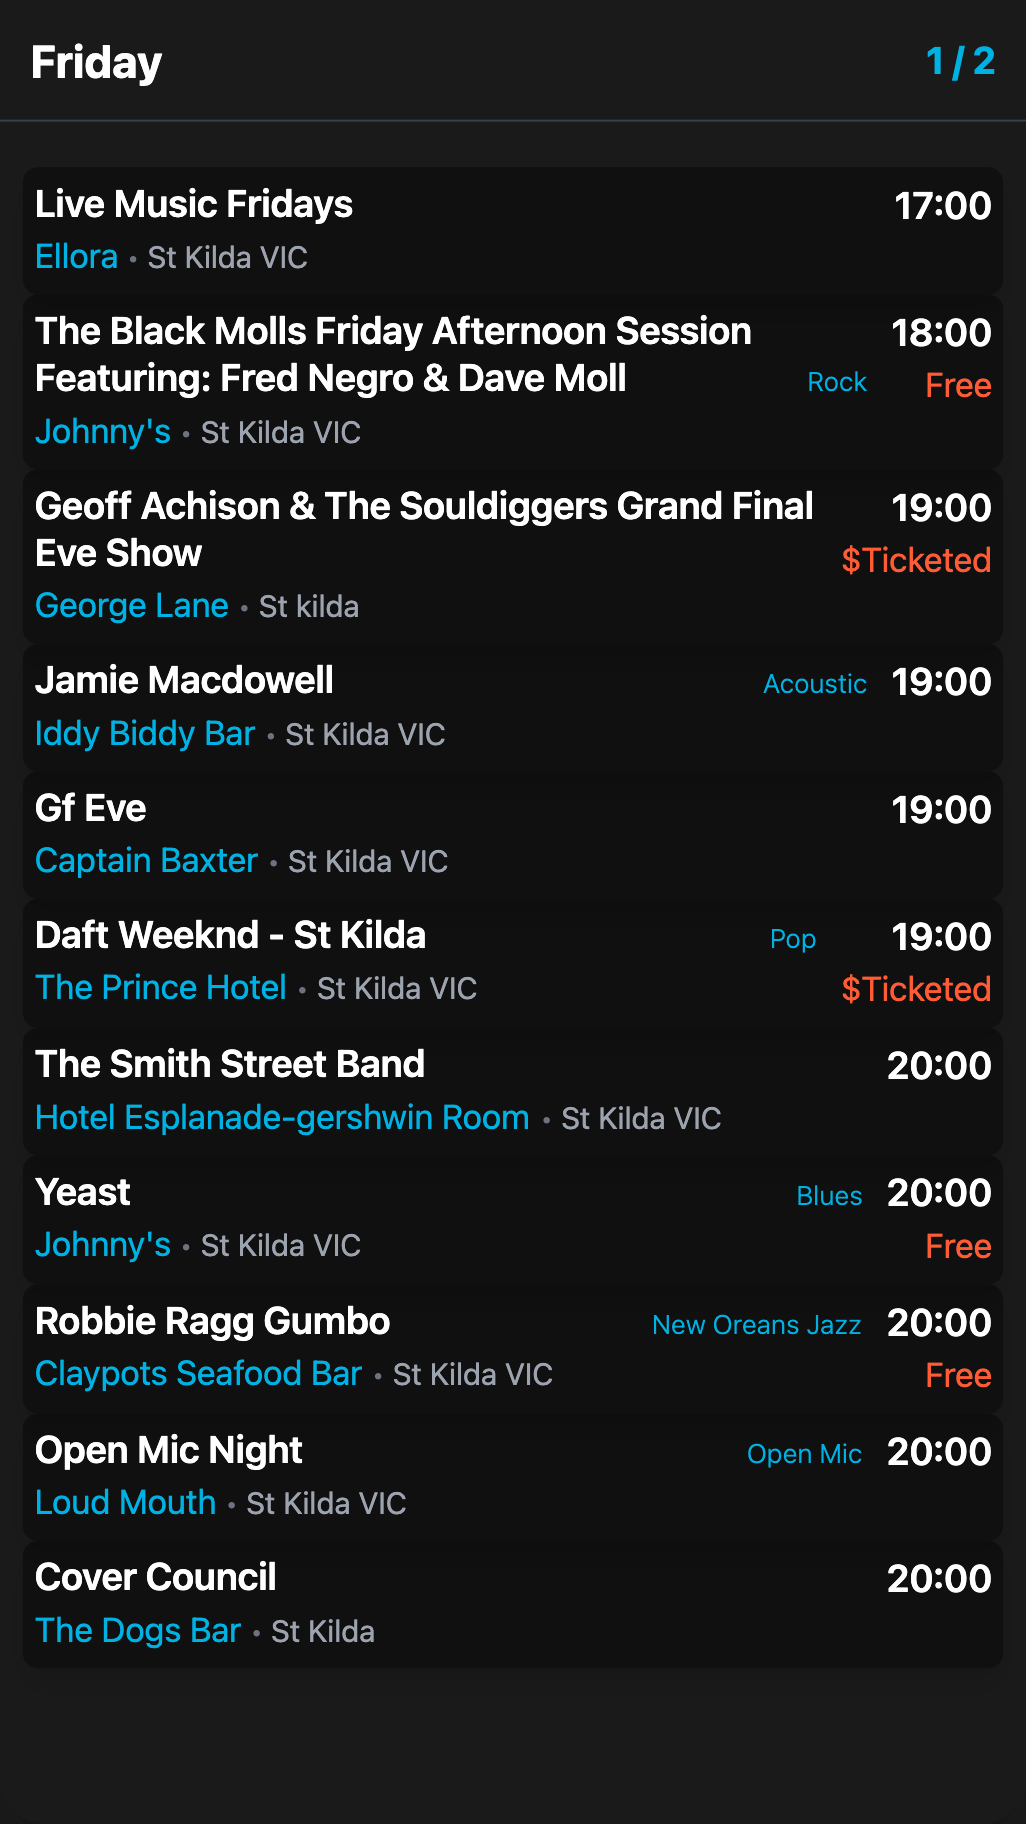 Friday 1 / 2
Live Music Fridays 17:00
Ellora • St Kilda VIC
The Black Molls Friday Afternoon Session 18:00
Featuring: Fred Negro & Dave Moll Rock Free
Johnny's • St Kilda VIC
Geoff Achison & The Souldiggers Grand Final 19:00
Eve Show $Ticketed
George Lane • St kilda
Jamie Macdowell Acoustic 19:00
Iddy Biddy Bar • St Kilda VIC
Gf Eve 19:00
Captain Baxter • St Kilda VIC
Daft Weeknd - St Kilda Pop 19:00
The Prince Hotel • St Kilda VIC $Ticketed
The Smith Street Band 20:00
Hotel Esplanade-gershwin Room • St Kilda VIC
Yeast Blues 20:00
Johnny's • St Kilda VIC Free
Robbie Ragg Gumbo New Oreans Jazz 20:00
Claypots Seafood Bar • St Kilda VIC Free
Open Mic Night Open Mic 20:00
Loud Mouth • St Kilda VIC
Cover Council 20:00
The Dogs Bar • St Kilda